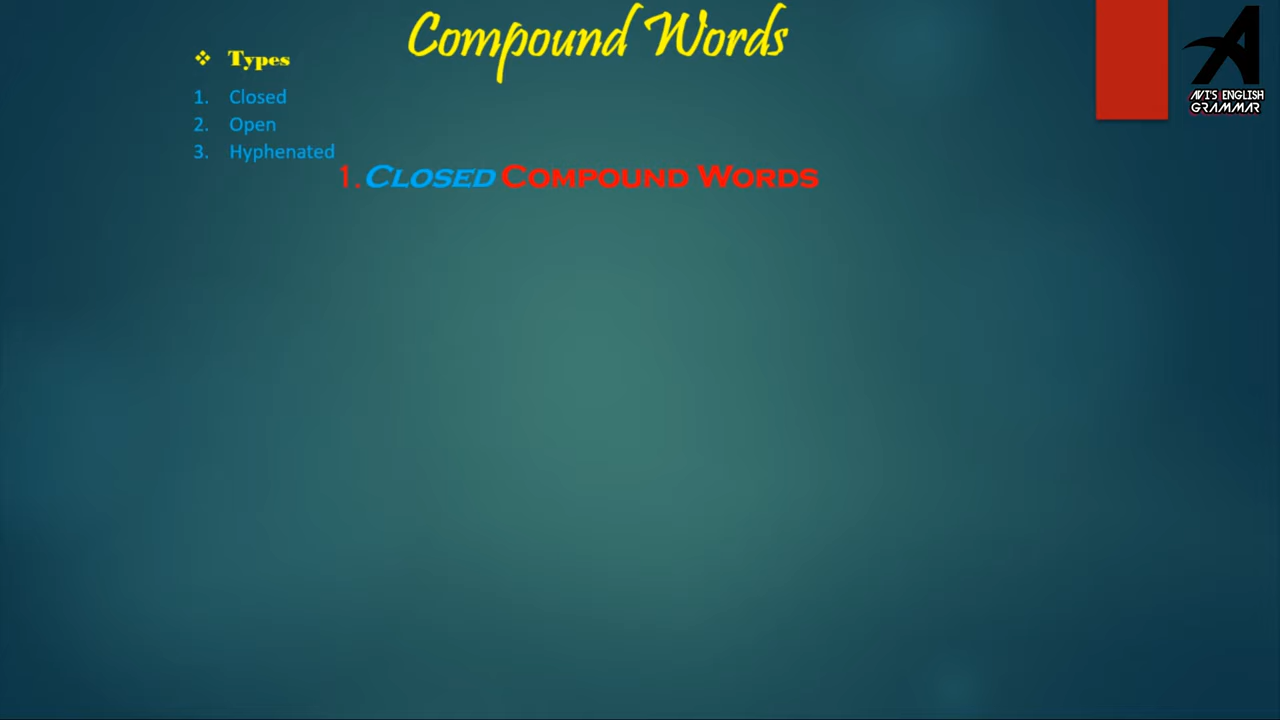 Compound Words
❖ Types
1. Closed
2. Open
3. Hyphenated
1. Closed Compound Words
AVI'S ENGLISH
GRAMMAR